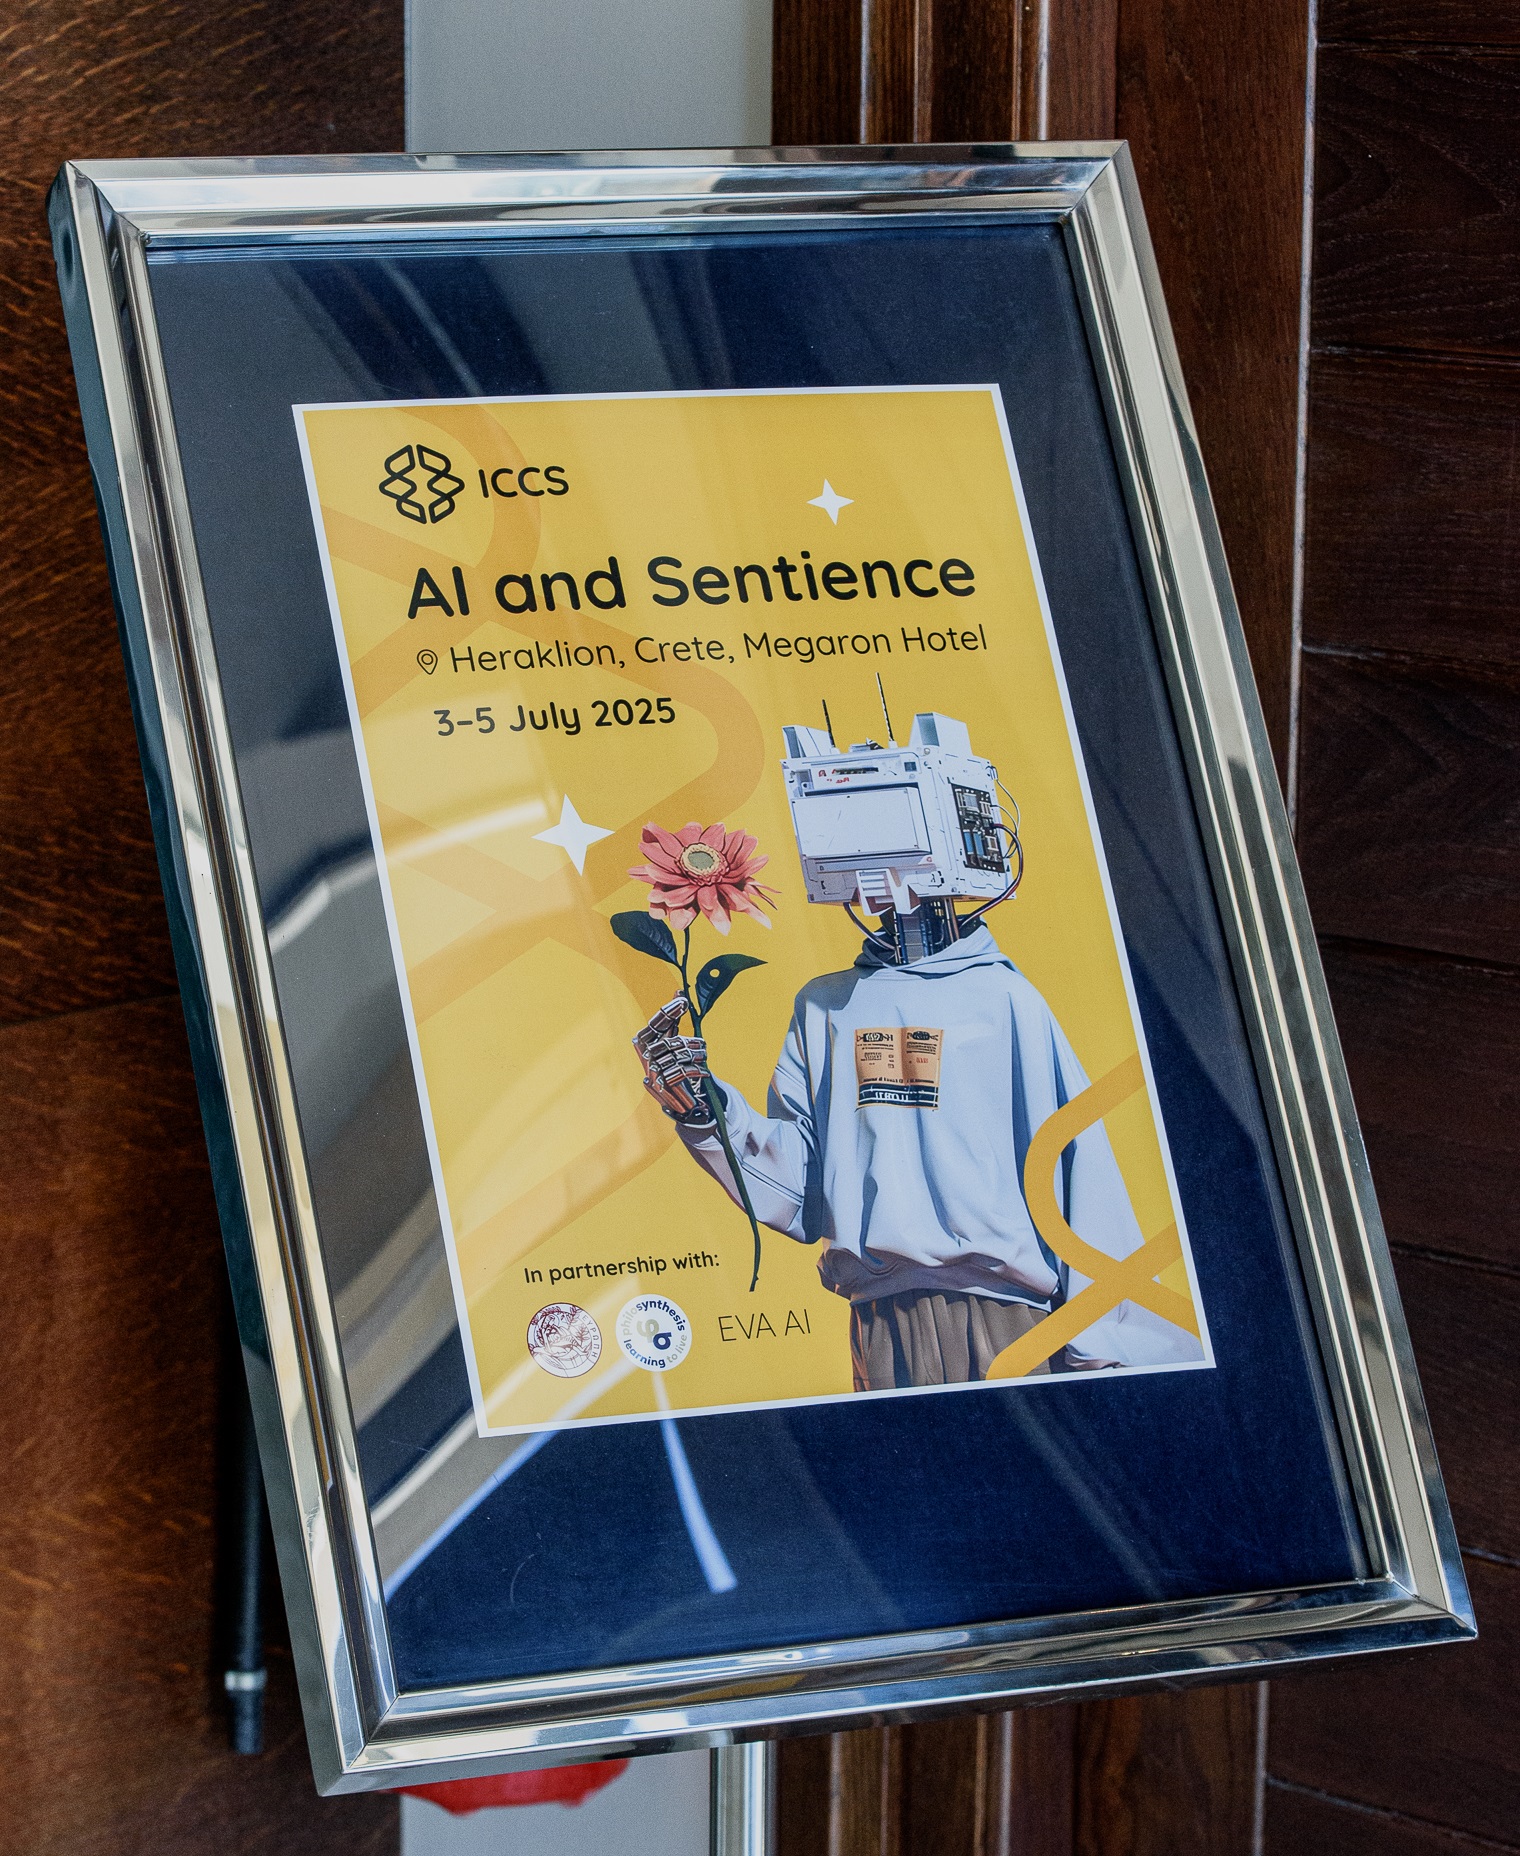 ICCS
AI and Sentience
Heraklion, Crete, Megaron Hotel
3–5 July 2025
In partnership with:
philosynthesis
learning to live
EVA AI